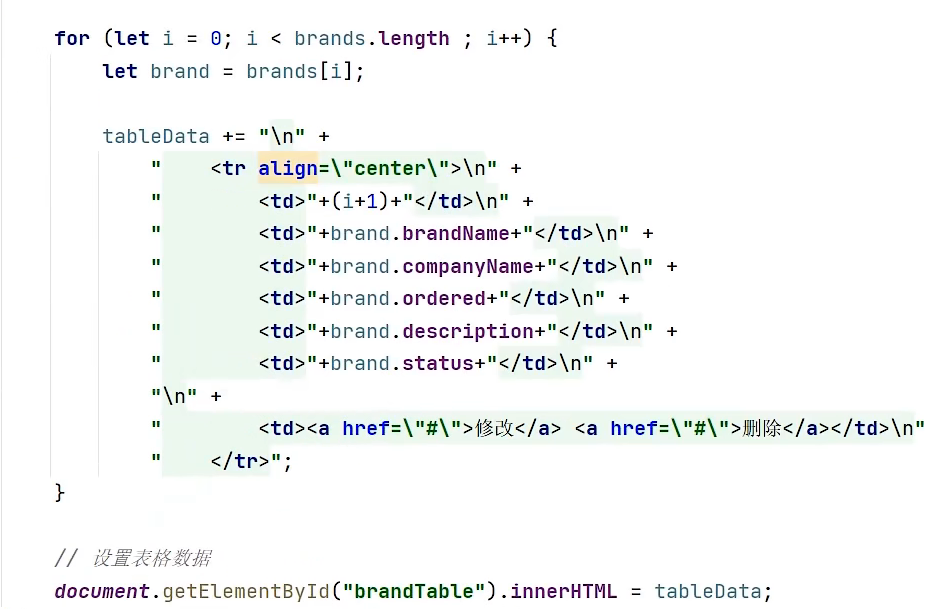 for (let i = 0; i < brands.length ; i++) {
let brand = brands[i];
tableData += "\n" +
"    <tr align=\"center\">\n" +
"        <td>"+(i+1)+"</td>\n" +
"        <td>"+brand.brandName+"</td>\n" +
"        <td>"+brand.companyName+"</td>\n" +
"        <td>"+brand.ordered+"</td>\n" +
"        <td>"+brand.description+"</td>\n" +
"        <td>"+brand.status+"</td>\n" +
"\n" +
"        <td><a href=\"#\">修改</a> <a href=\"#\">删除</a></td>\n"
"    </tr>";
}
// 设置表格数据
document.getElementById("brandTable").innerHTML = tableData;